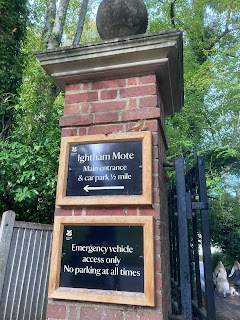 Ightham Mote
Main entrance
& car park ½ mile
Emergency vehicle
access only
No parking at all times